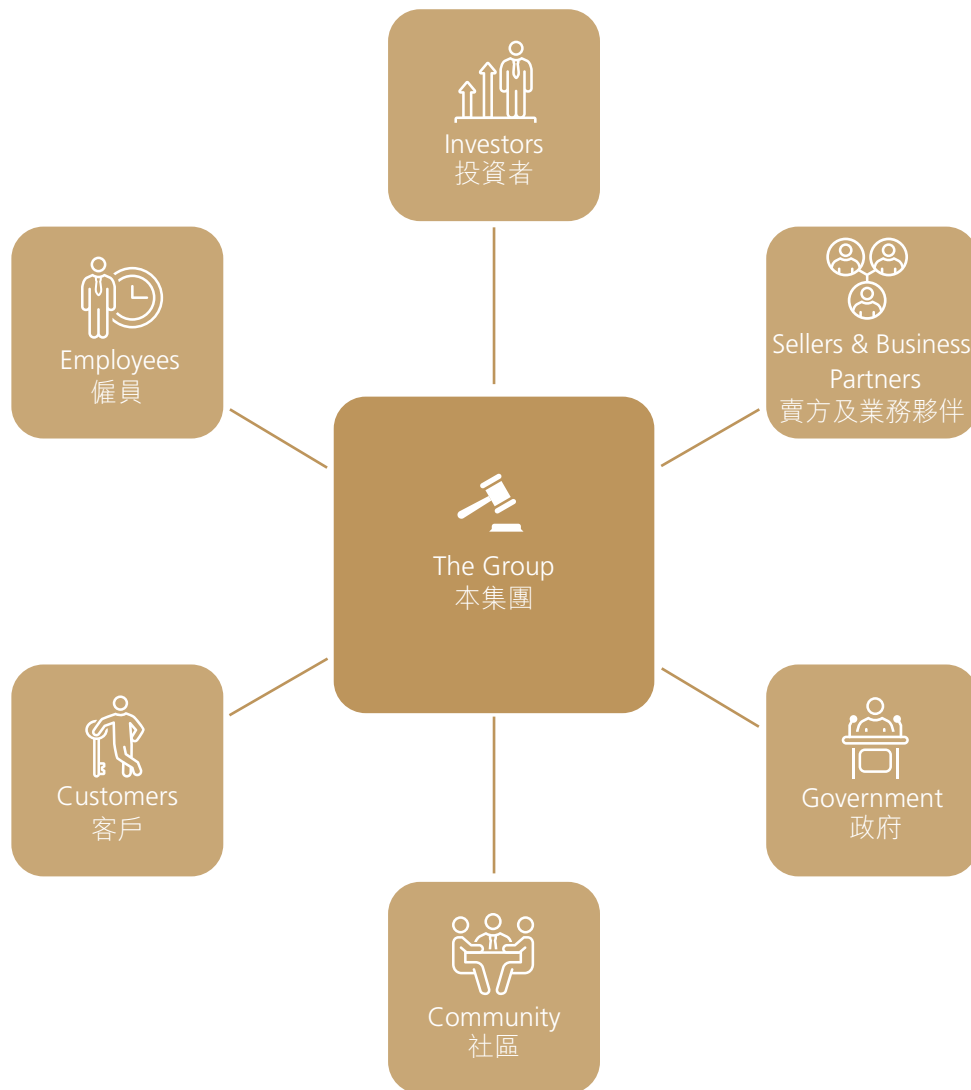 Investors
投資者
Employees
僱員
Sellers & Business
Partners
賣方及業務夥伴
The Group
本集團
Customers
客戶
Government
政府
Community
社區